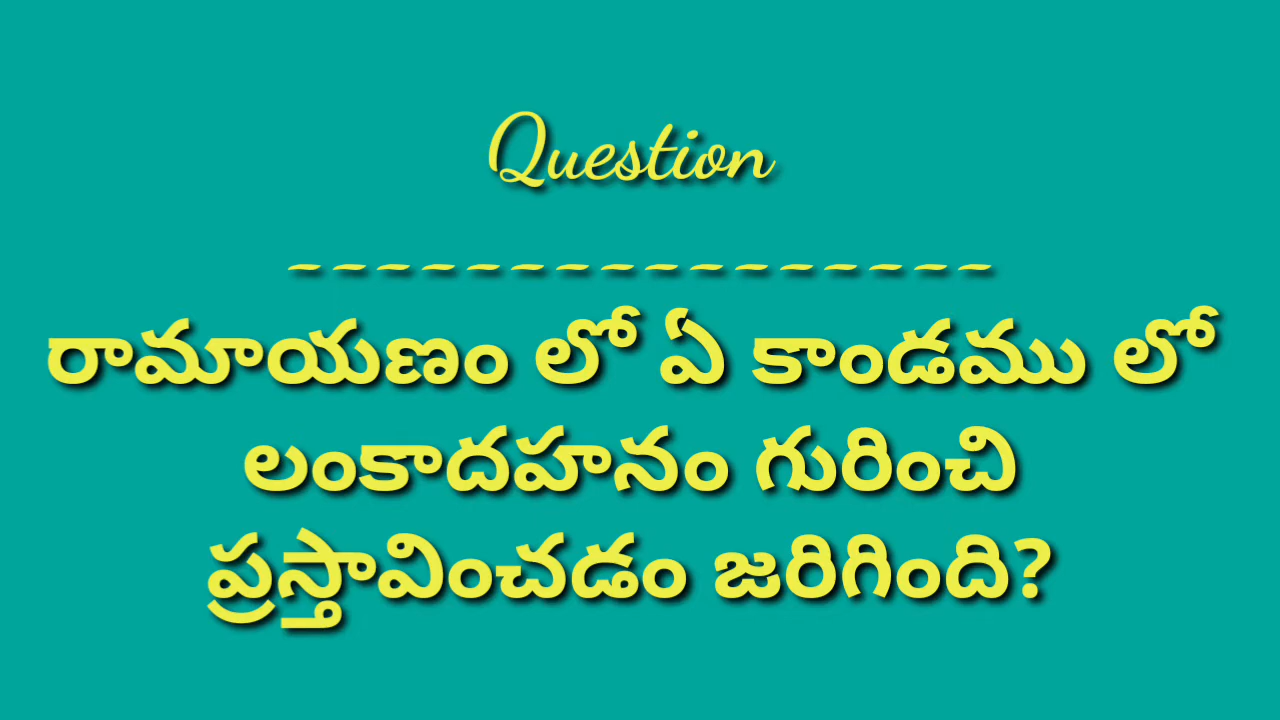 Question
~~~~~~~~~~~~~~~~
రామాయణం లో ఏ కాండము లో
లంకాదహనం గురించి
ప్రస్తావించడం జరిగింది?